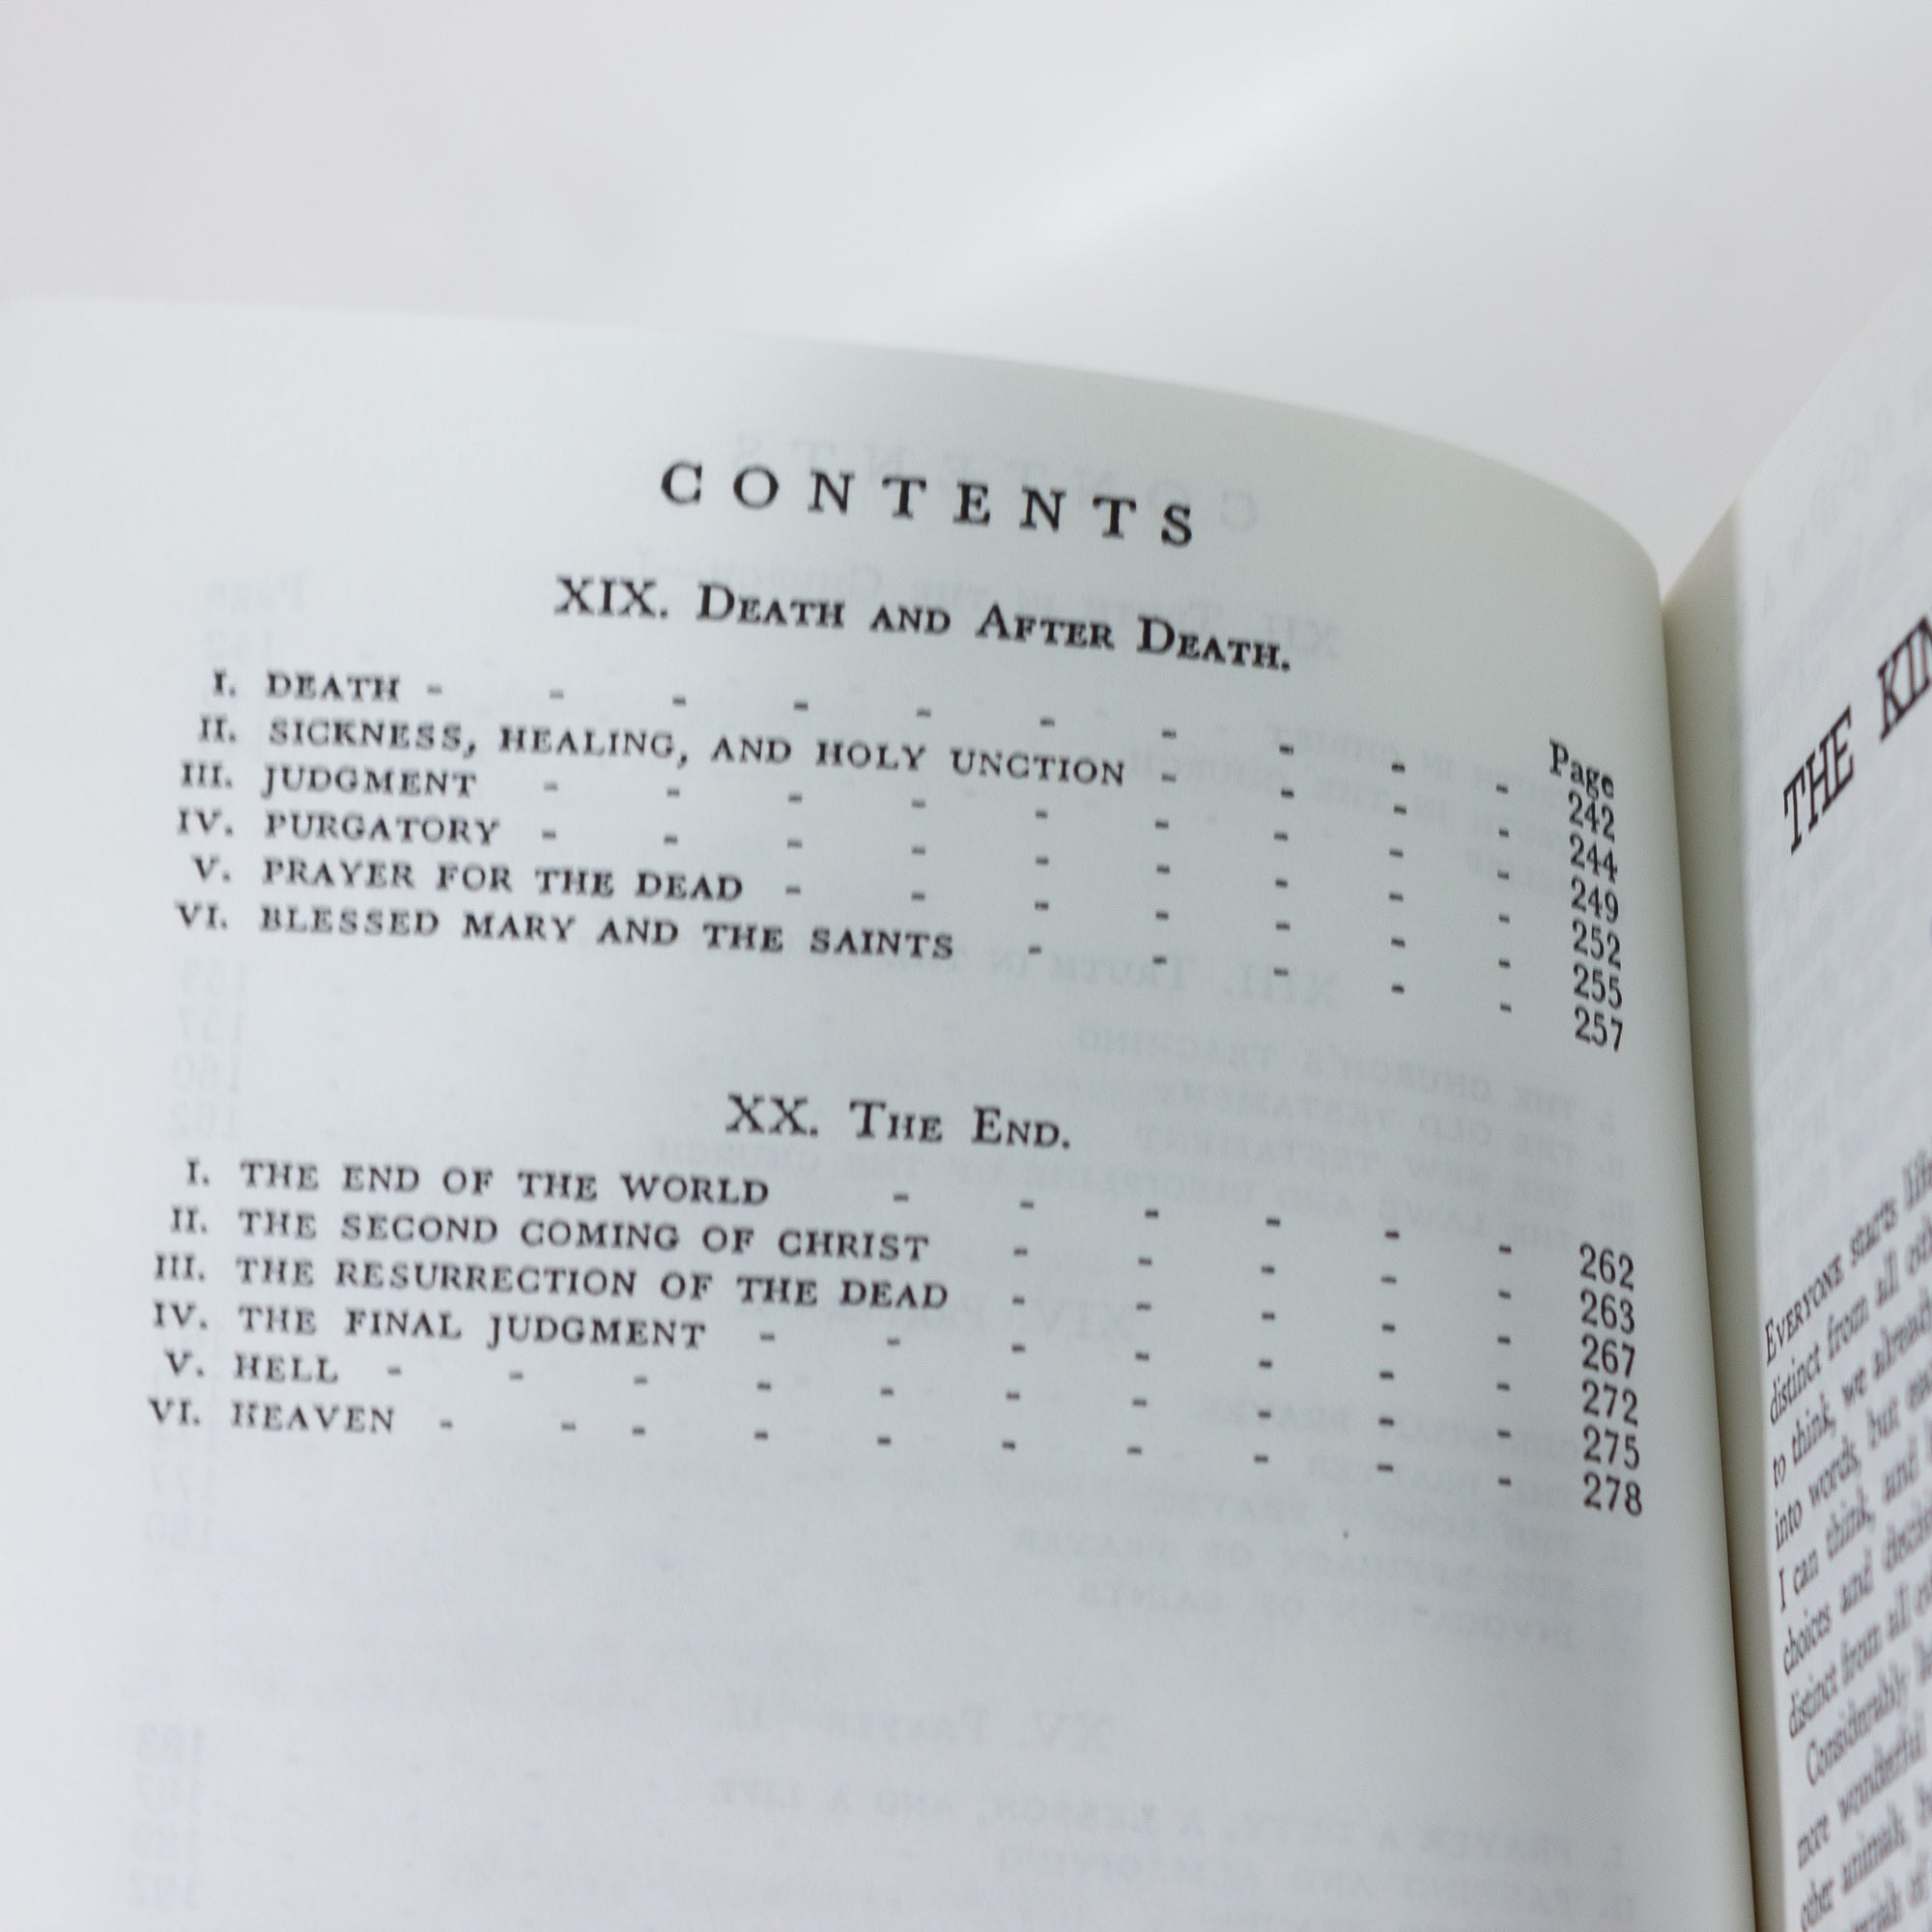 CONTENTS
XIX. DEATH AND AFTER DEATH.
Page
I. DEATH - - - - - - - - - - 242
II. SICKNESS, HEALING, AND HOLY UNCTION - - - - 244
III. JUDGMENT - - - - - - - - - 249
IV. PURGATORY - - - - - - - - - 252
V. PRAYER FOR THE DEAD - - - - - - - 255
VI. BLESSED MARY AND THE SAINTS - - - - - 257
XX. THE END.
I. THE END OF THE WORLD - - - - - - 262
II. THE SECOND COMING OF CHRIST - - - - - 263
III. THE RESURRECTION OF THE DEAD - - - - - 267
IV. THE FINAL JUDGMENT - - - - - - - 272
V. HELL - - - - - - - - - - 275
VI. HEAVEN - - - - - - - - - - 278
THE
EVERYONE starts
distinct from all
to think, we already
into words, but
I can think, and
choices and
distinct from all
Considerably
more wonderful
other animals,